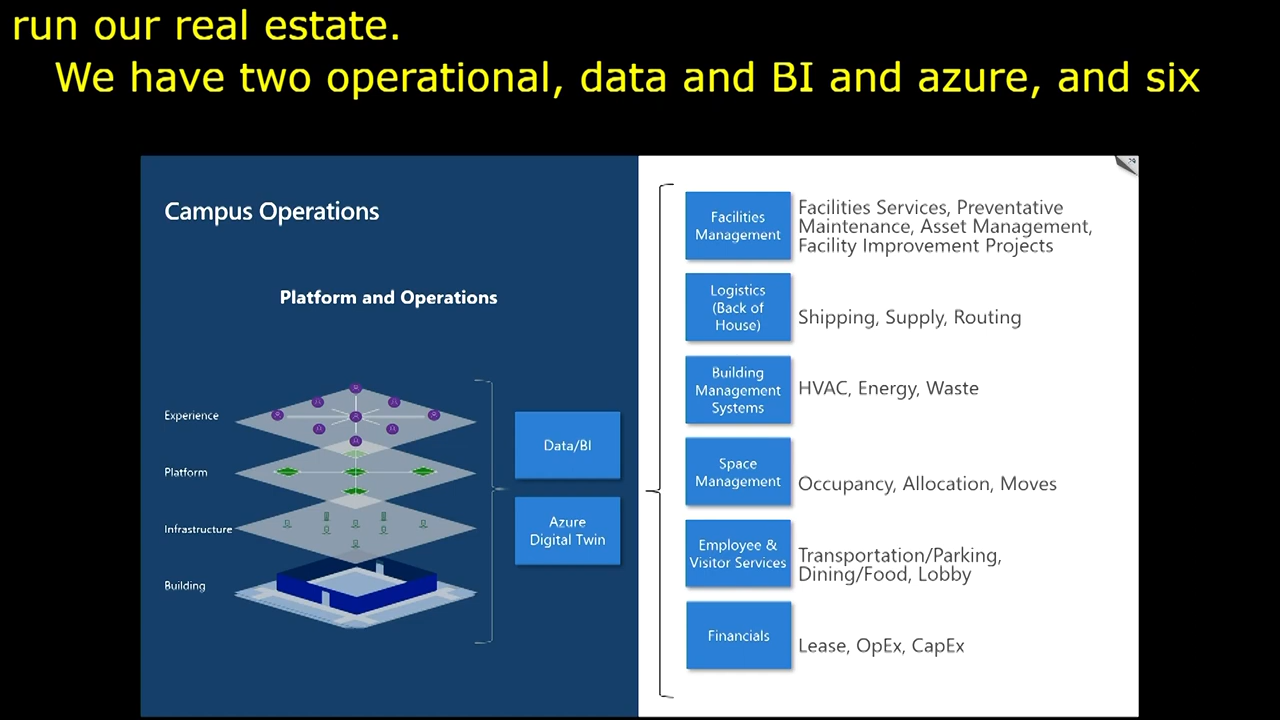 run our real estate.
We have two operational, data and BI and azure, and six
29
Campus Operations
Platform and Operations
Experience
Platform
Infrastructure
Building
Data/BI
Azure
Digital Twin
Facilities
Management
Facilities Services, Preventative
Maintenance, Asset Management,
Facility Improvement Projects
Logistics
(Back of
House)
Shipping, Supply, Routing
Building
Management
Systems
HVAC, Energy, Waste
Space
Management
Occupancy, Allocation, Moves
Employee &
Visitor Services
Transportation/Parking,
Dining/Food, Lobby
Financials
Lease, OpEx, CapEx